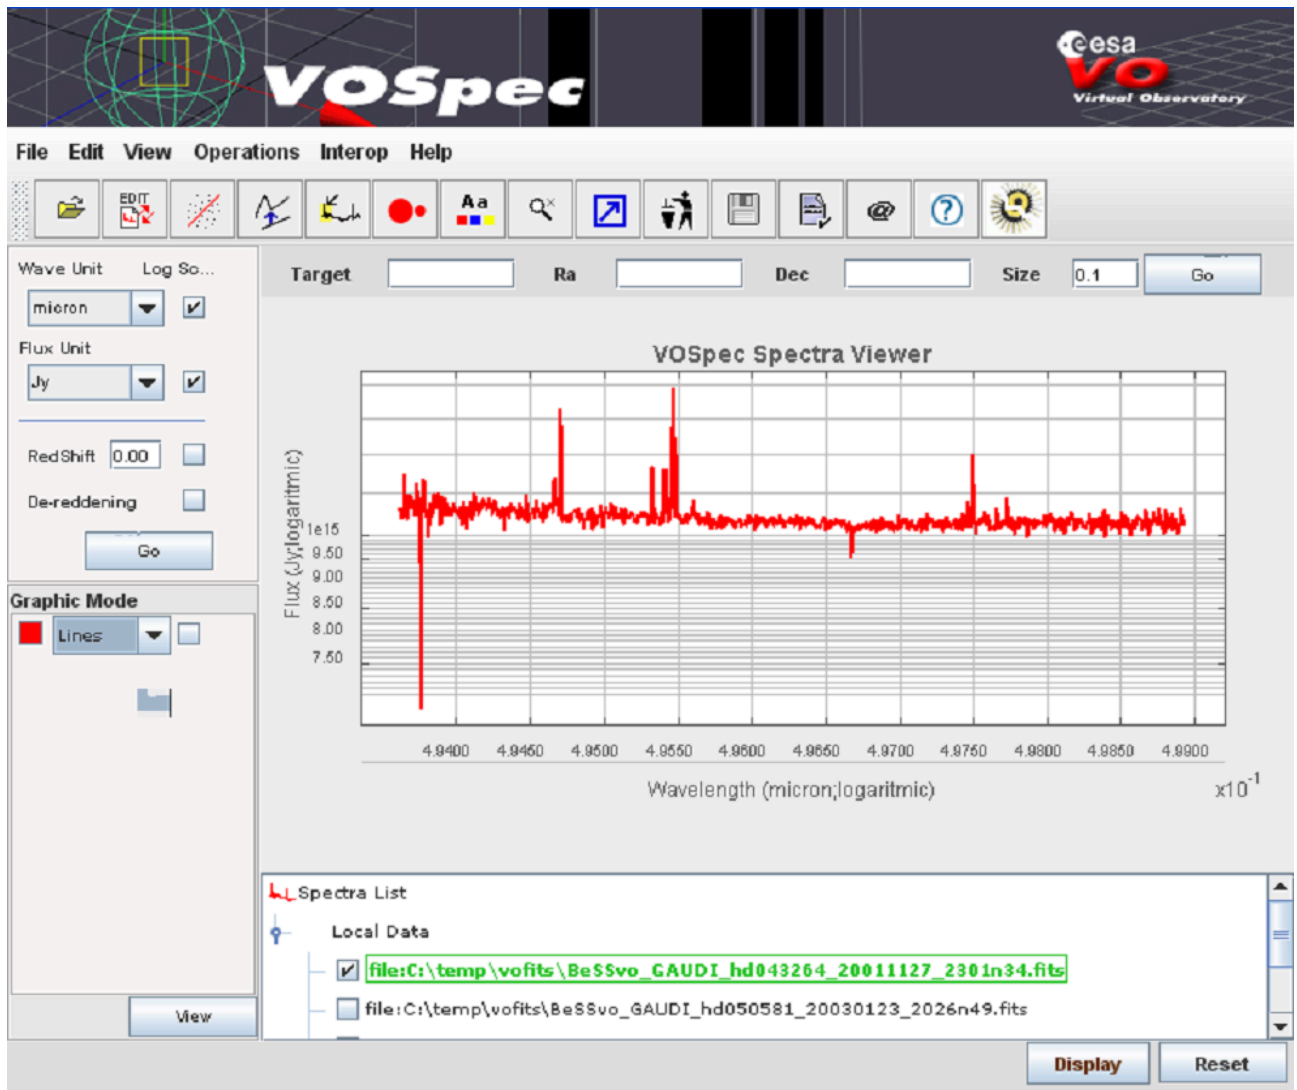 VOSpec
esa
VO
Virtual Observatory
File Edit View Operations Interop Help
EDIT
Aa
@
?
Wave Unit Log Sc...
micron
Flux Unit
Jy
RedShift 0.00
De-reddening
Go
Target Ra Dec Size 0.1 Go
VOSpec Spectra Viewer
Flux (Jy;logaritmic)
1e15
9.50
9.00
8.50
8.00
7.50
4.9400 4.9450 4.9500 4.9550 4.9600 4.9650 4.9700 4.9750 4.9800 4.9850 4.9900
Wavelength (micron;logaritmic)
x10-1
Graphic Mode
Lines
View
Spectra List
Local Data
file:C:\temp\vofits\BeSSvo_GAUDI_hd043264_20011127_2301n34.fits
file:C:\temp\vofits\BeSSvo_GAUDI_hd050581_20030123_2026n49.fits
Display Reset